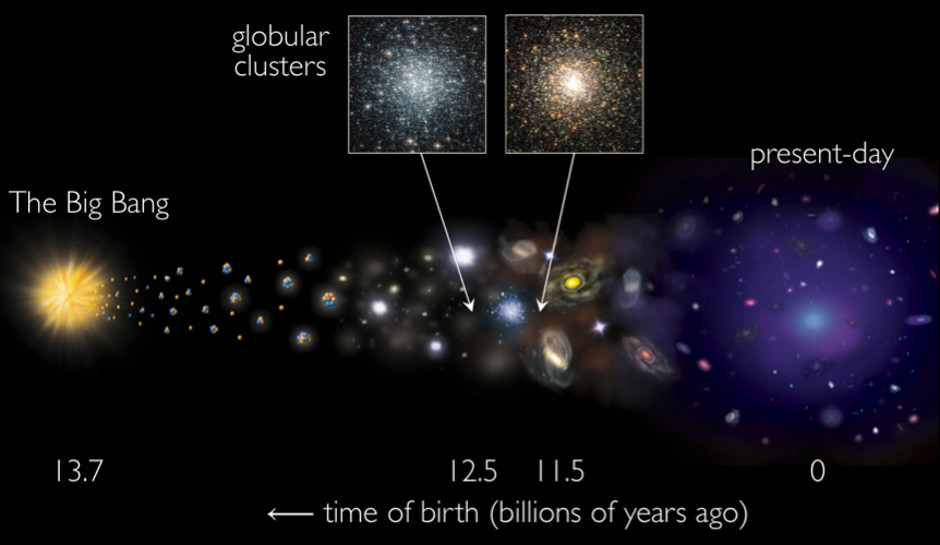 globular
clusters
present-day
The Big Bang
13.7
12.5
11.5
0
← time of birth (billions of years ago)